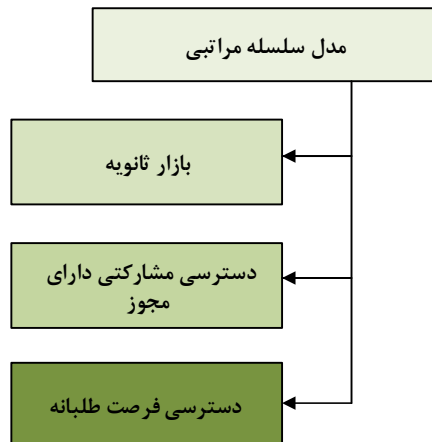 مدل سلسله مراتبی
بازار ثانویه
دسترسی مشارکتی دارای
مجوز
دسترسی فرصت طلبانه